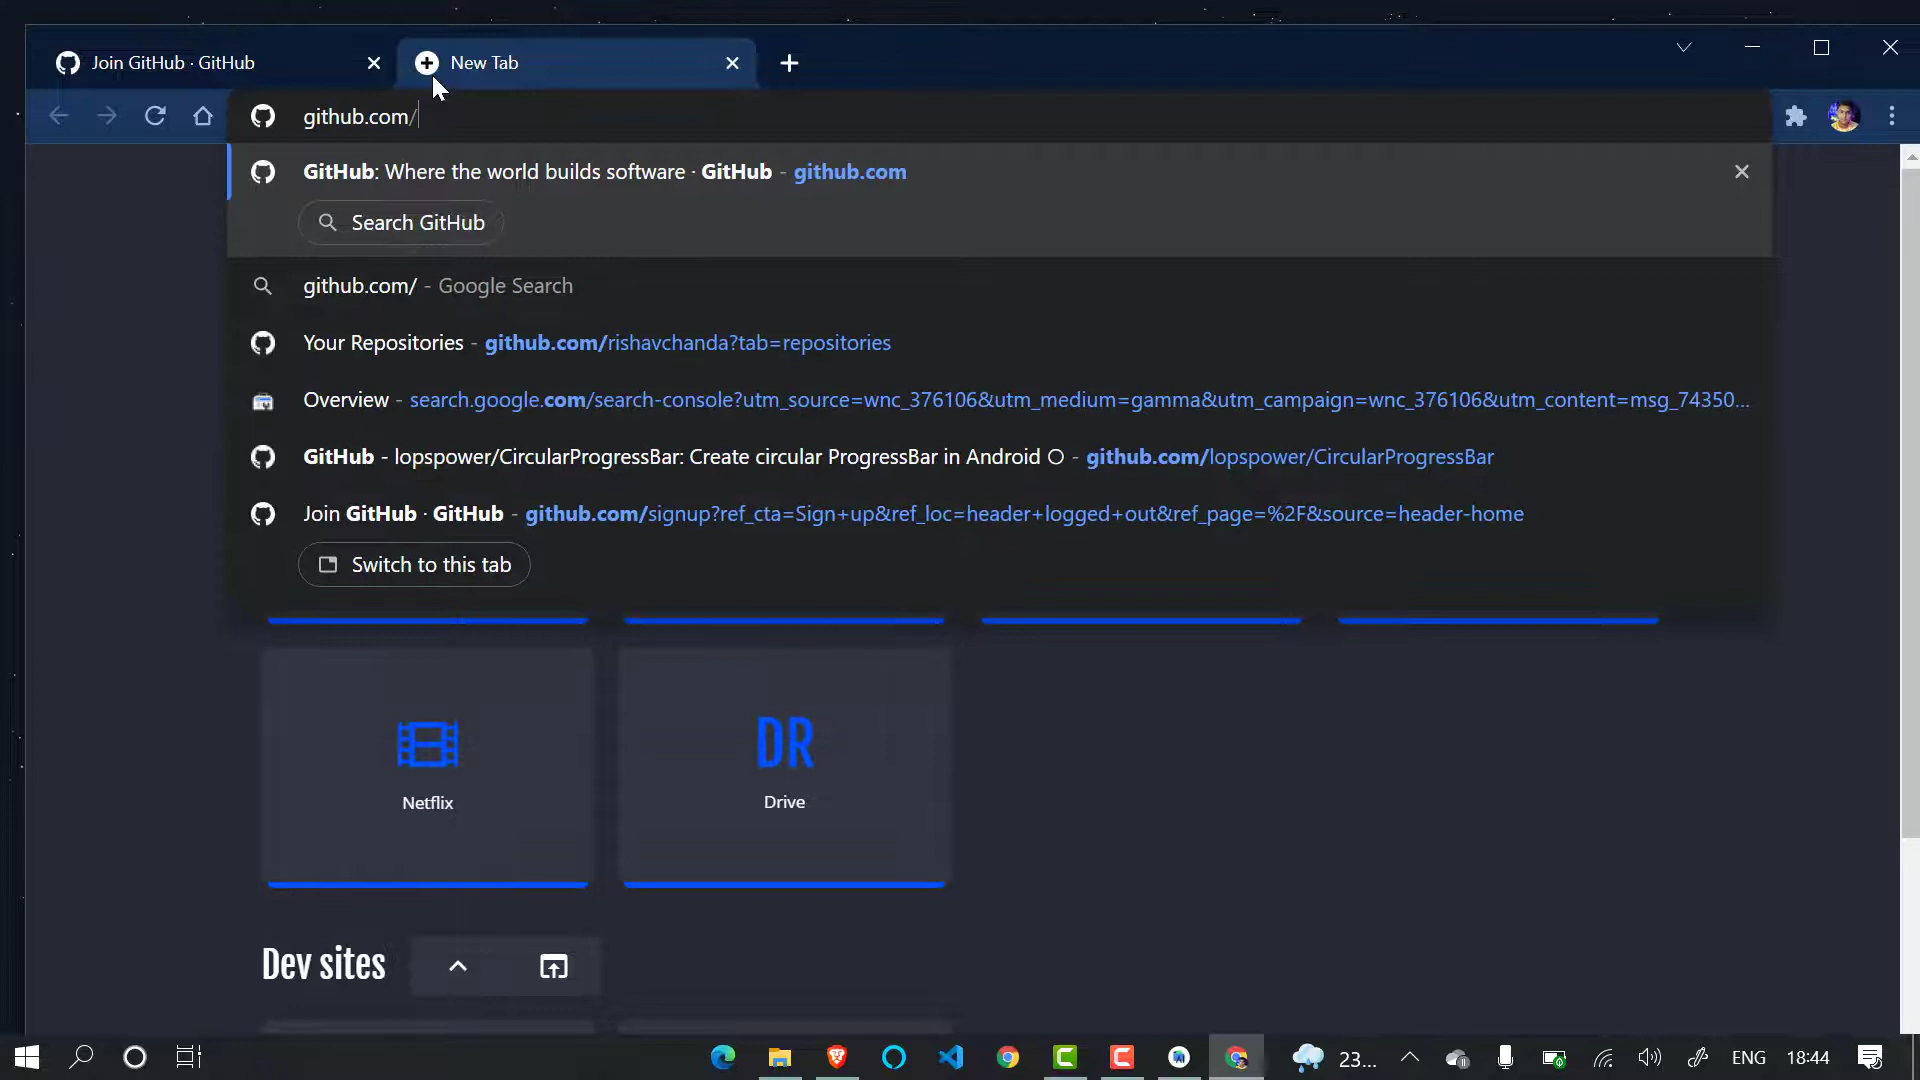 Join GitHub · GitHub
New Tab
github.com/
GitHub: Where the world builds software · GitHub - github.com
Search GitHub
github.com/ - Google Search
Your Repositories - github.com/rishavchanda?tab=repositories
Overview - search.google.com/search-console?utm_source=wnc_376106&utm_medium=gamma&utm_campaign=wnc_376106&utm_content=msg_74350...
GitHub - lopspower/CircularProgressBar: Create circular ProgressBar in Android ⭕ - github.com/lopspower/CircularProgressBar
Join GitHub · GitHub - github.com/signup?ref_cta=Sign+up&ref_loc=header+logged+out&ref_page=%2F&source=header-home
Switch to this tab
DR
Netflix
Drive
Dev sites
23...
ENG
18:44